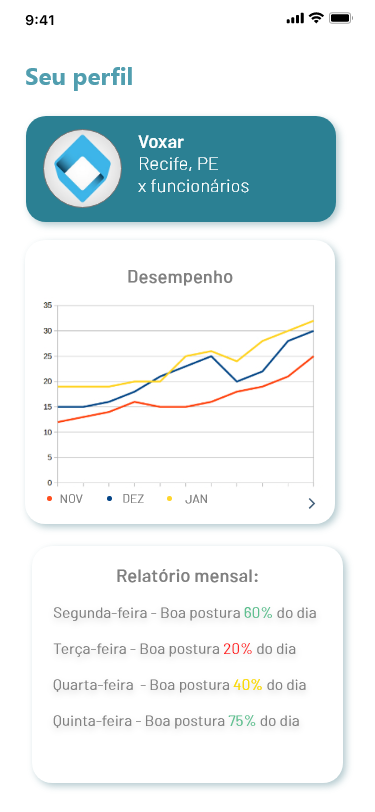 9:41
Seu perfil
Voxar
Recife, PE
x funcionários
Desempenho
35
30
25
20
15
10
5
0
NOV DEZ JAN
Relatório mensal:
Segunda-feira - Boa postura 60% do dia
Terça-feira - Boa postura 20% do dia
Quarta-feira - Boa postura 40% do dia
Quinta-feira - Boa postura 75% do dia